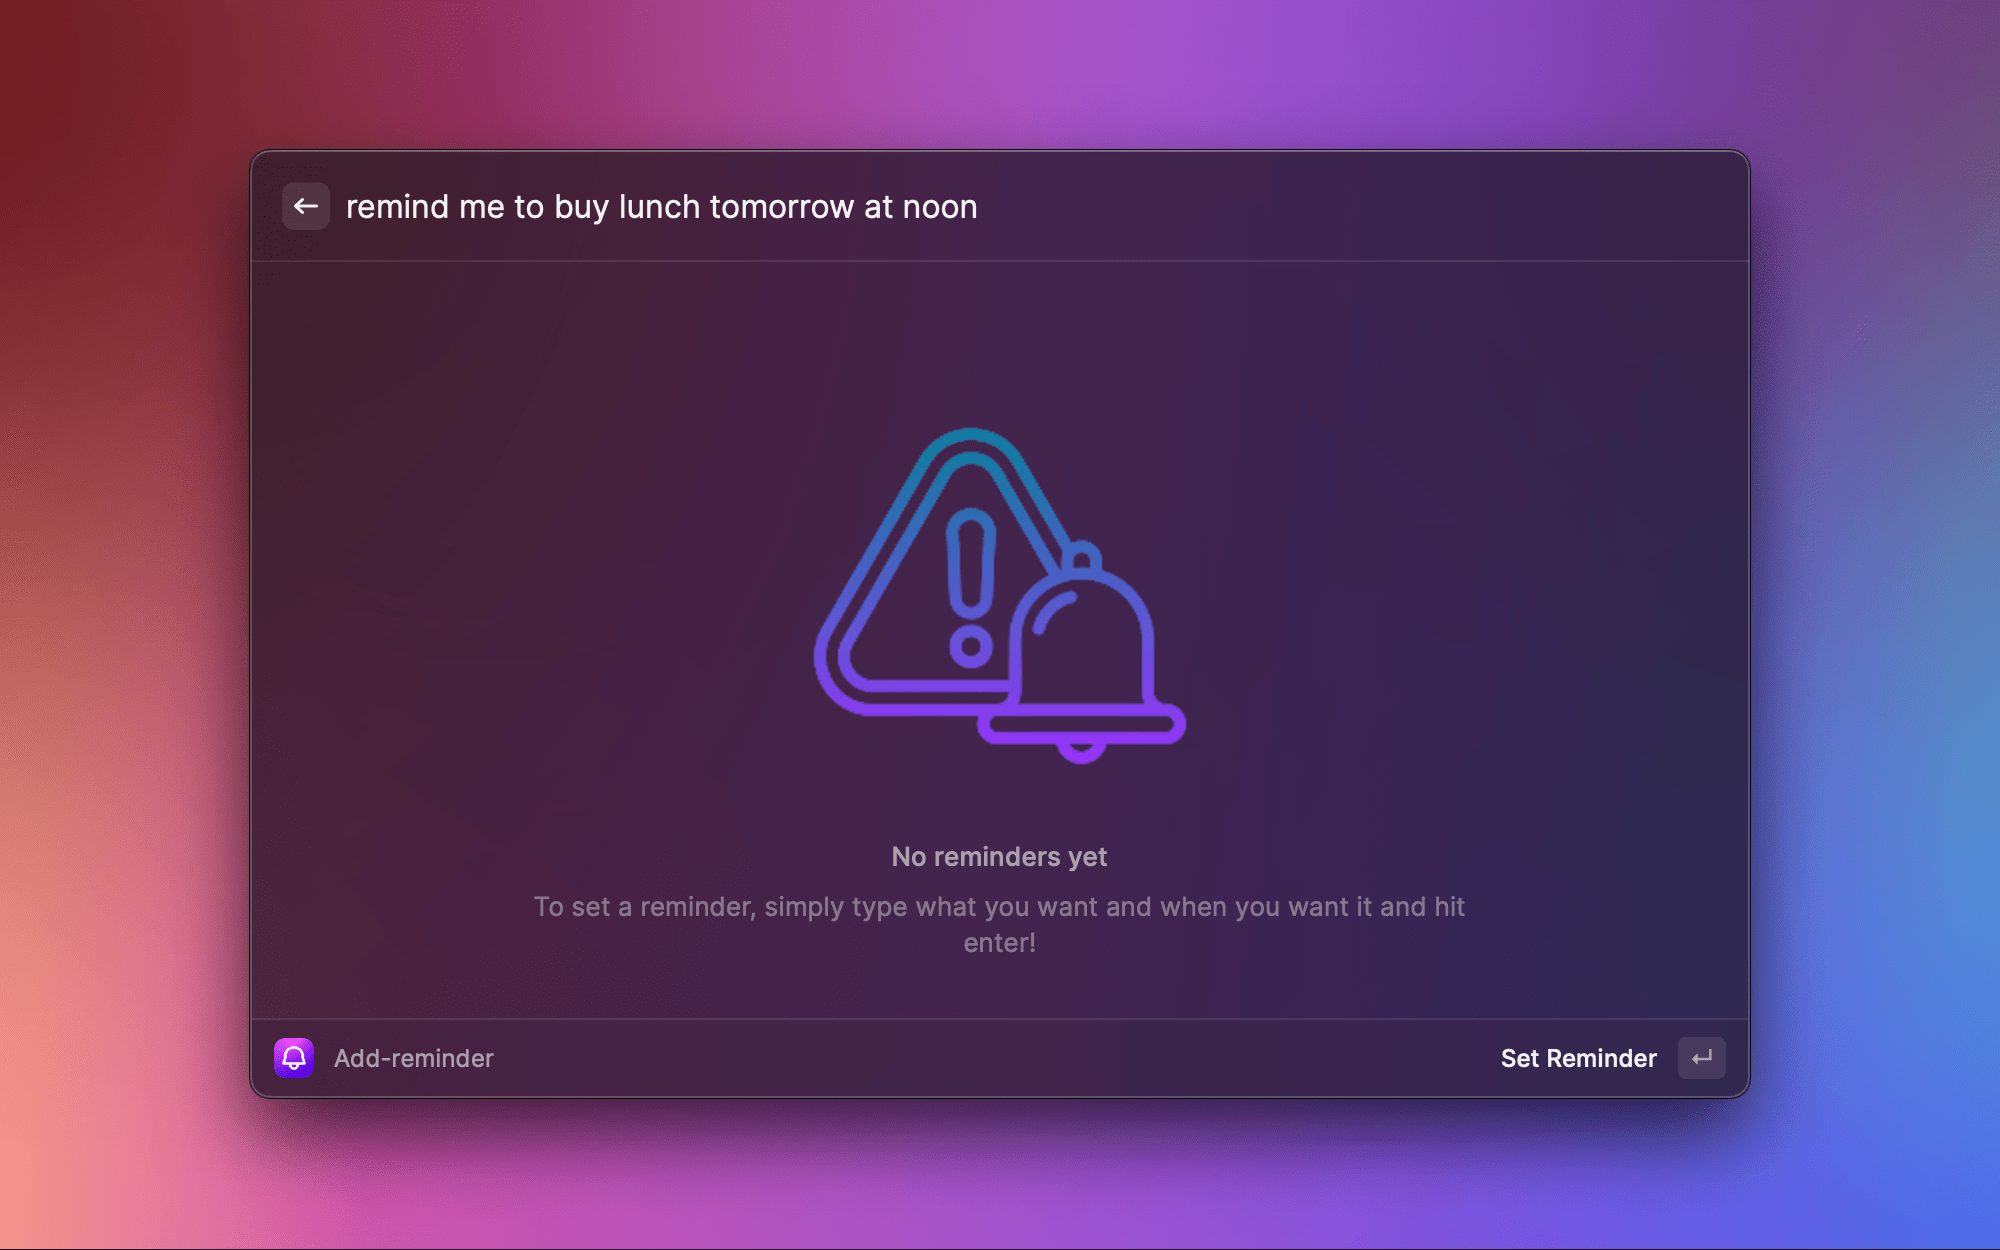 remind me to buy lunch tomorrow at noon
No reminders yet
To set a reminder, simply type what you want and when you want it and hit
enter!
Add-reminder
Set Reminder